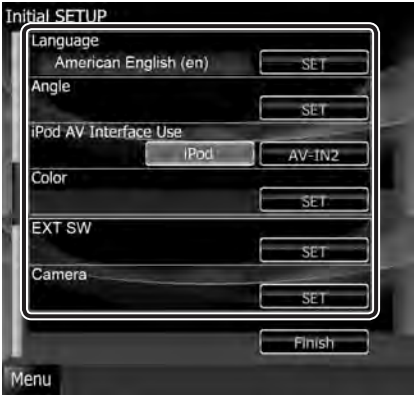 Initial SETUP
Language
American English (en) SET
Angle
SET
iPod AV Interface Use
iPod AV-IN2
Color
SET
EXT SW
SET
Camera
SET
Finish
Menu